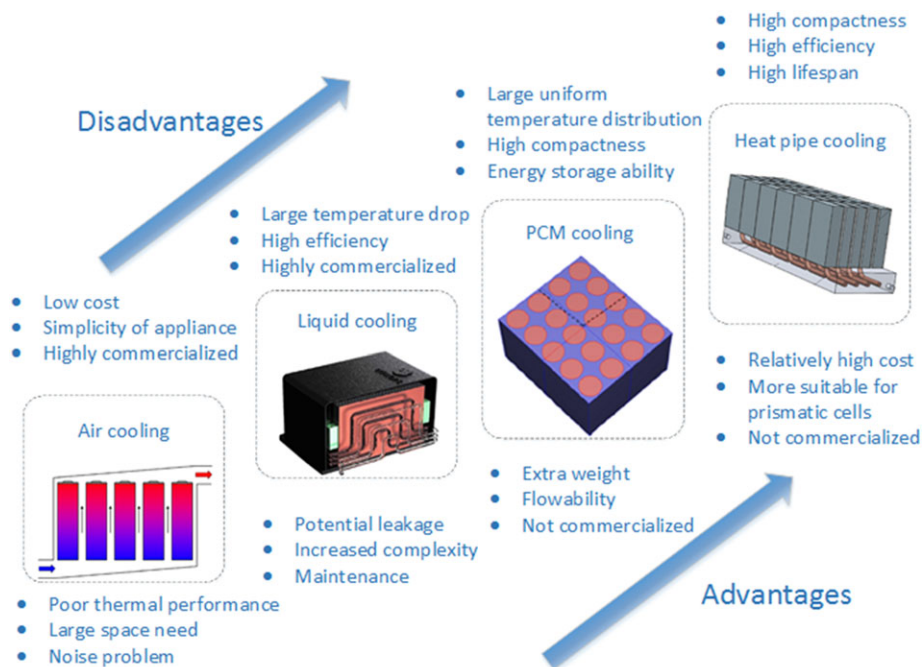 High compactness
High efficiency
High lifespan
Disadvantages
Large uniform
temperature distribution
High compactness
Energy storage ability
Heat pipe cooling
Large temperature drop
High efficiency
Highly commercialized
PCM cooling
Low cost
Simplicity of appliance
Highly commercialized
Liquid cooling
Relatively high cost
More suitable for
prismatic cells
Not commercialized
Air cooling
Extra weight
Flowability
Not commercialized
Potential leakage
Increased complexity
Maintenance
Advantages
Poor thermal performance
Large space need
Noise problem